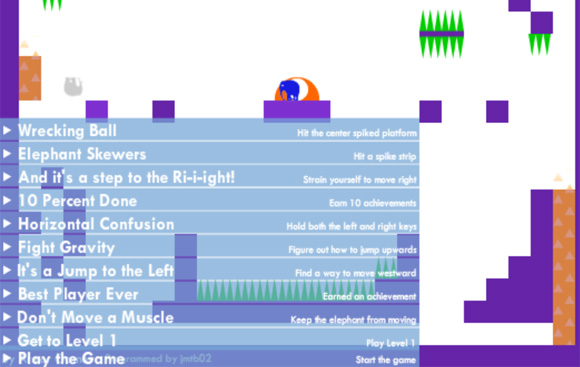 Wrecking Ball Hit the center spiked platform
Elephant Skewers Hit a spike strip
And it's a step to the Ri-i-ight! Strain yourself to move right
10 Percent Done Earn 10 achievements
Horizontal Confusion Hold both the left and right keys
Fight Gravity Figure out how to jump upwards
It's a Jump to the Left Find a way to move westward
Best Player Ever Earned an achievement
Don't Move a Muscle Keep the elephant from moving
Get to Level 1 Play Level 1
Play the Game Start the game
rammed by jmtb02